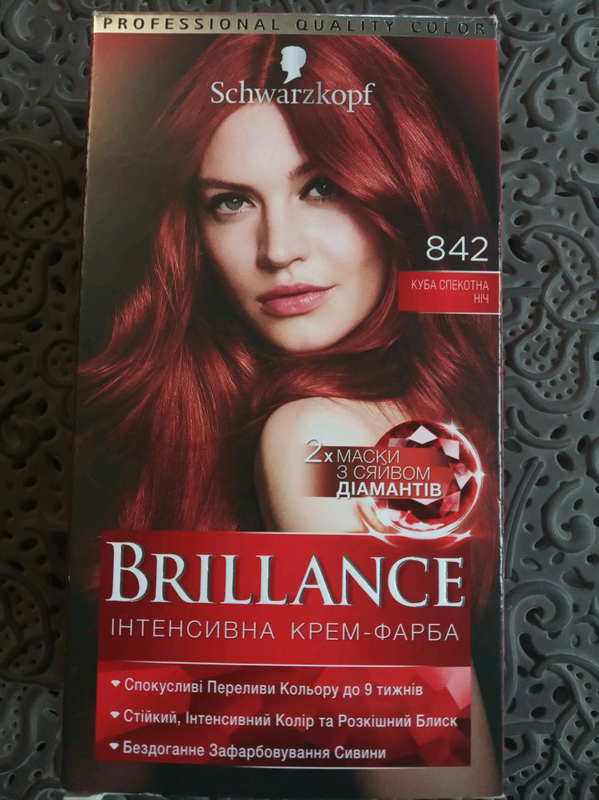 PROFESSIONAL QUALITY COLOR
Schwarzkopf
842
КУБА СПЕКОТНА
НІЧ
2x МАСКИ
З СЯЙВОМ
ДІАМАНТІВ
BRILLANCE
ІНТЕНСИВНА КРЕМ-ФАРБА
Спокусливі Переливи Кольору до 9 тижнів
Стійкий, Інтенсивний Колір та Розкішний Блиск
Бездоганне Зафарбовування Сивини